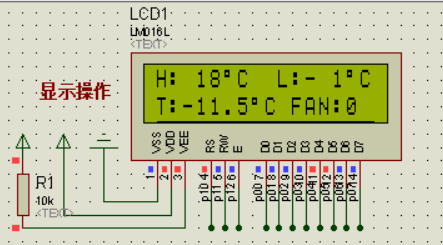 LCD1
LM016L
<TEXT>
显示操作
H: 18°C L:- 1°C
T:-11.5°C FAN:0
VSS VDD VEE RS RW E D0 D1 D2 D3 D4 D5 D6 D7
1 2 3 4 5 6 7 8 9 10 11 12 13 14
p10 p11 p12 p00 p01 p02 p03 p04 p05 p06 p07
R1
10k
<TEXT>